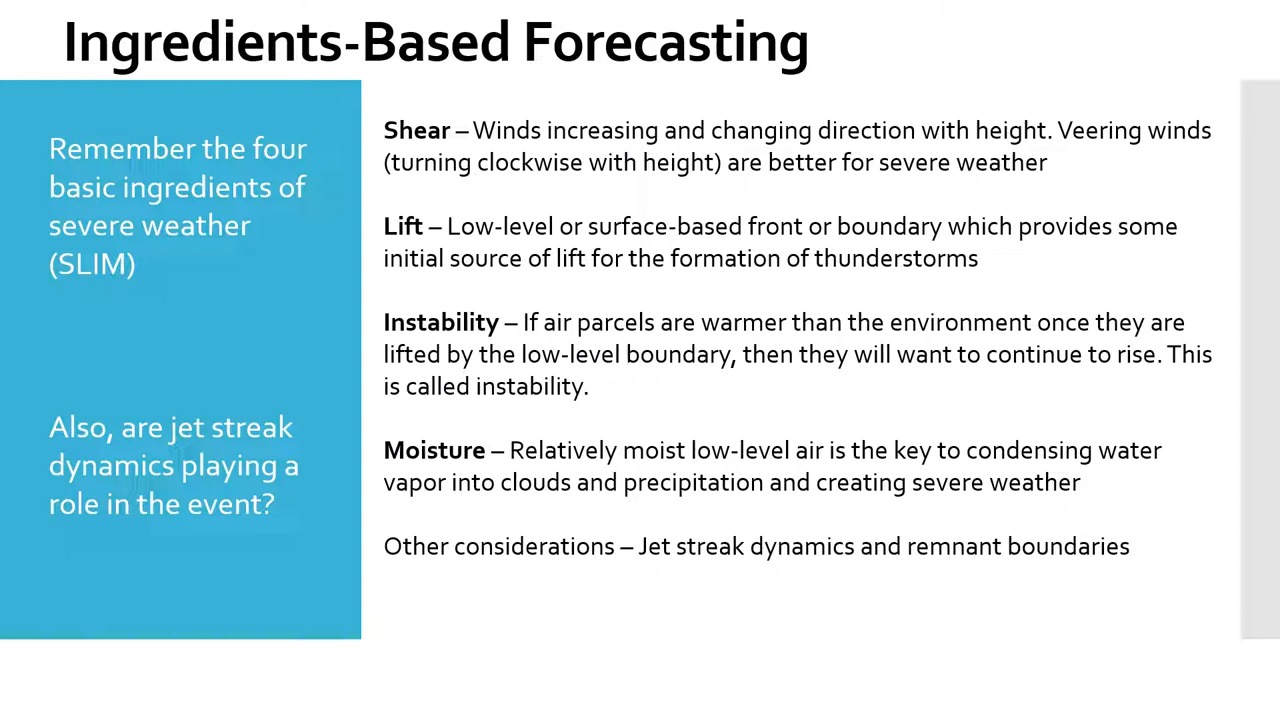 Ingredients-Based Forecasting
Remember the four
basic ingredients of
severe weather
(SLIM)
Also, are jet streak
dynamics playing a
role in the event?
Shear – Winds increasing and changing direction with height. Veering winds
(turning clockwise with height) are better for severe weather
Lift – Low-level or surface-based front or boundary which provides some
initial source of lift for the formation of thunderstorms
Instability – If air parcels are warmer than the environment once they are
lifted by the low-level boundary, then they will want to continue to rise. This
is called instability.
Moisture – Relatively moist low-level air is the key to condensing water
vapor into clouds and precipitation and creating severe weather
Other considerations – Jet streak dynamics and remnant boundaries